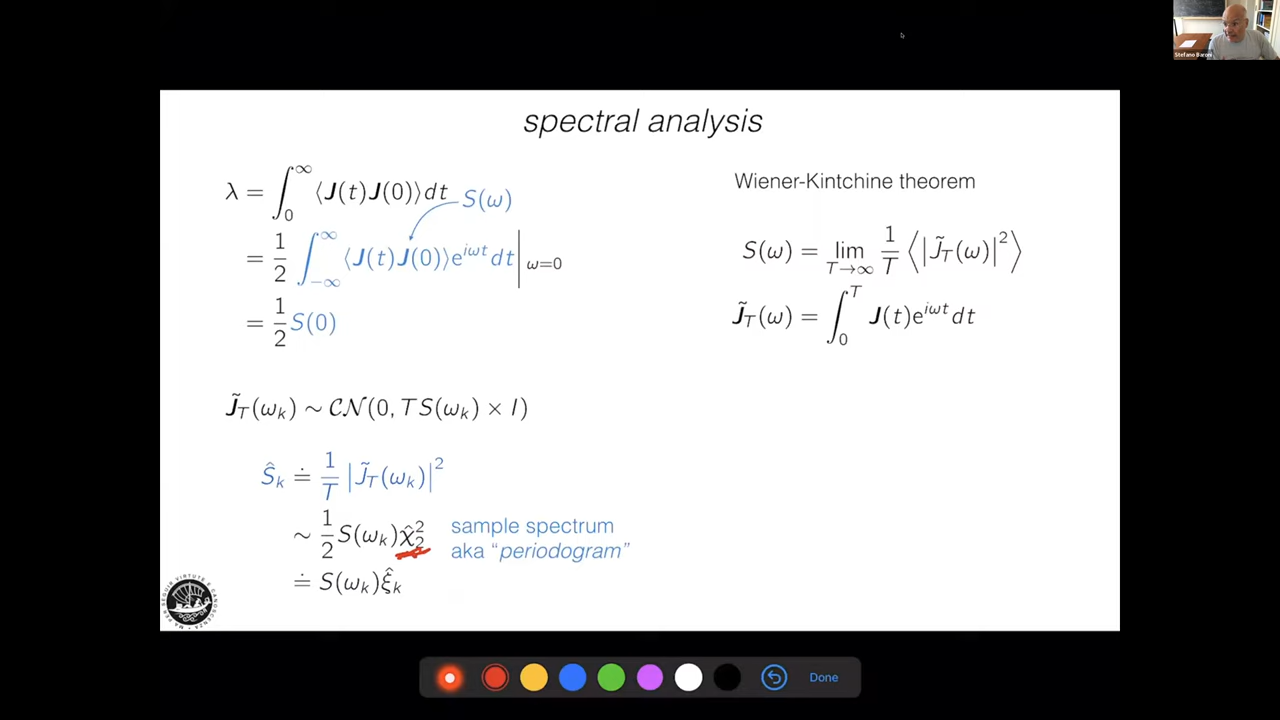 Stefano Baroni
spectral analysis
λ = ∫₀^∞ ⟨J(t)J(0)⟩dt
S(ω)
= 1/2 ∫_{-∞}^∞ ⟨J(t)J(0)⟩e^{iωt}dt |_{ω=0}
= 1/2 S(0)
Wiener-Kintchine theorem
S(ω) = lim_{T→∞} 1/T ⟨|J̃_T(ω)|²⟩
J̃_T(ω) = ∫₀^T J(t)e^{iωt}dt
J̃_T(ω_k) ∼ 𝒞𝒩(0, TS(ω_k) × I)
Ŝ_k ≐ 1/T |J̃_T(ω_k)|²
∼ 1/2 S(ω_k)χ̂₂²
sample spectrum
aka "periodogram"
≐ S(ω_k)ξ̂_k
Done